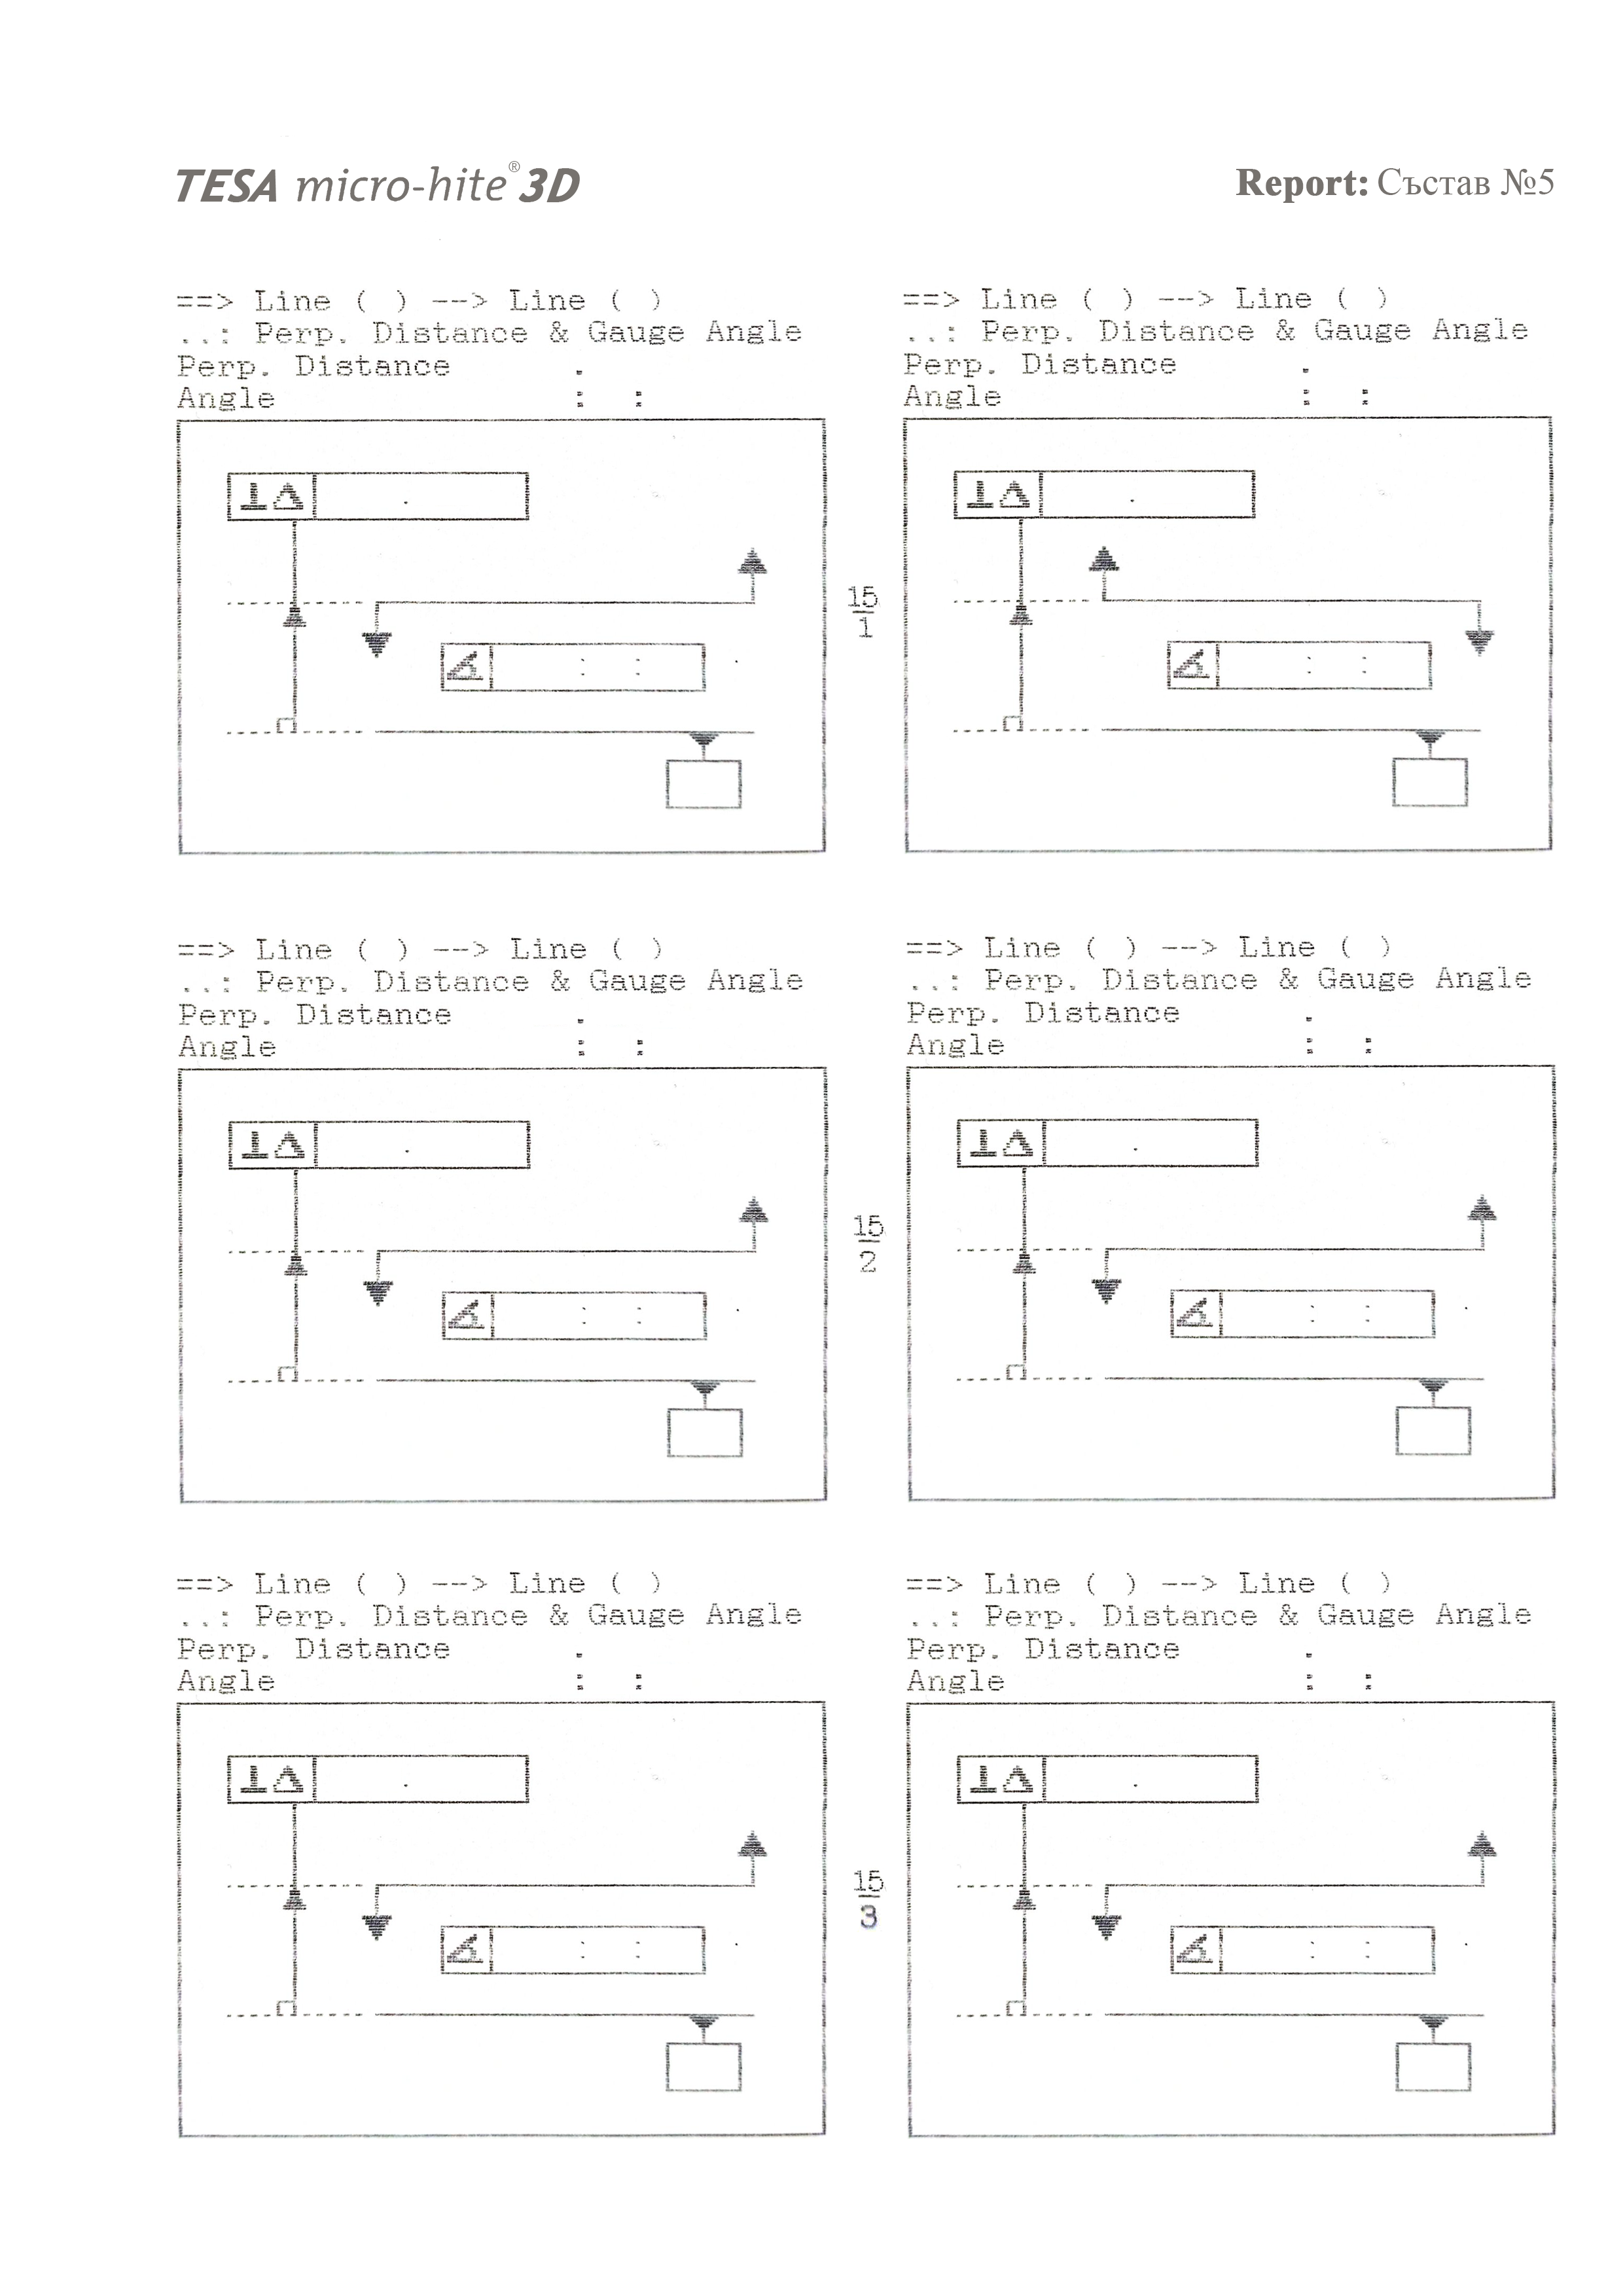 TESA micro-hite® 3D
Report: Състав №5
==> Line ( ) --> Line ( )
..: Perp. Distance & Gauge Angle
Perp. Distance .
Angle : :
.
: :
==> Line ( ) --> Line ( )
..: Perp. Distance & Gauge Angle
Perp. Distance .
Angle : :
.
: :
15
1
==> Line ( ) --> Line ( )
..: Perp. Distance & Gauge Angle
Perp. Distance .
Angle : :
.
: :
==> Line ( ) --> Line ( )
..: Perp. Distance & Gauge Angle
Perp. Distance .
Angle : :
.
: :
15
2
==> Line ( ) --> Line ( )
..: Perp. Distance & Gauge Angle
Perp. Distance .
Angle : :
.
: :
==> Line ( ) --> Line ( )
..: Perp. Distance & Gauge Angle
Perp. Distance .
Angle : :
.
: :
15
3